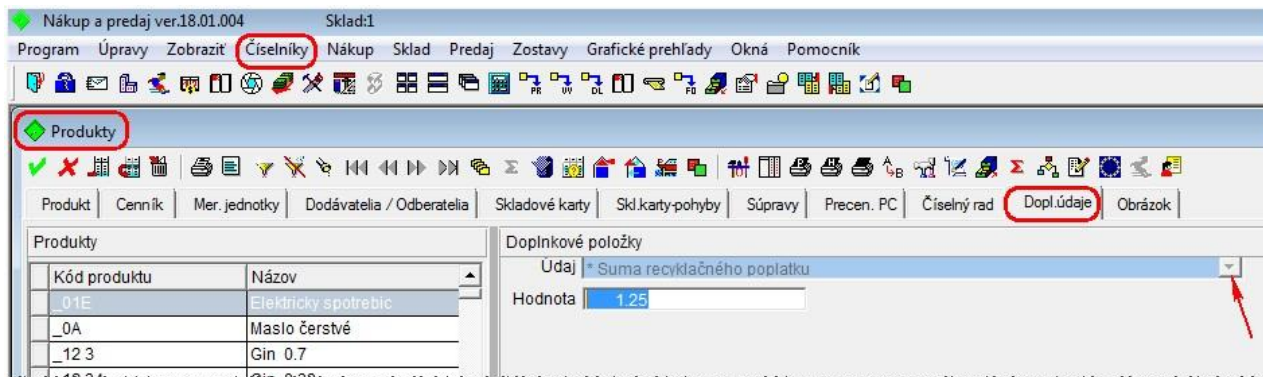 Nákup a predaj ver.18.01.004 Sklad:1
Program Úpravy Zobraziť Číselníky Nákup Sklad Predaj Zostavy Grafické prehľady Okná Pomocník
Produkty
Produkt Cenník Mer. jednotky Dodávatelia / Odberatelia Skladové karty Skl.karty-pohyby Súpravy Precen. PC Číselný rad Dopl.údaje Obrázok
Produkty Doplnkové položky
Údaj * Suma recyklačného poplatku
Kód produktu Názov
Hodnota 1.25
_01E Elektricky spotrebic
_0A Maslo čerstvé
_12 3 Gin 0.7